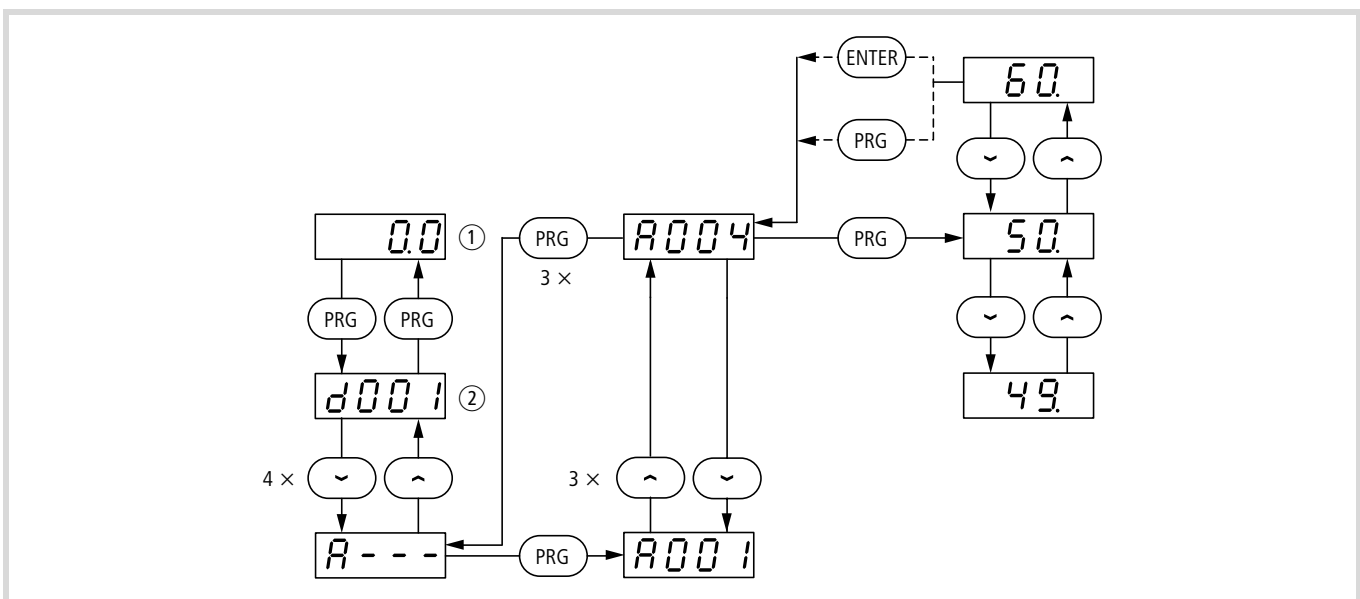 ENTER
60.
PRG
0.0 ① PRG A004 PRG 50.
3 ×
PRG PRG
d001 ② 49.
4 × 3 ×
A--- PRG A001